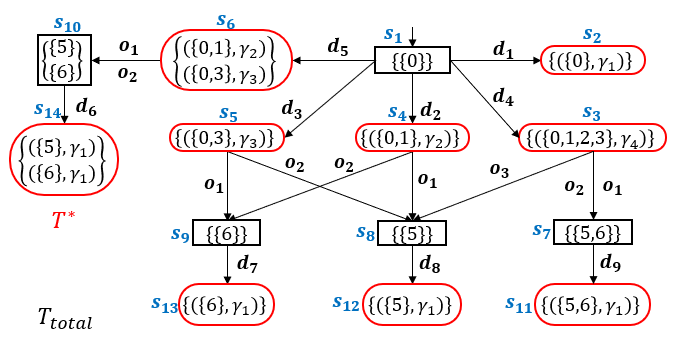 s₁₀ s₆ s₁ s₂
{5} {6} o₁ o₂ ({0,1}, γ₂) ({0,3}, γ₃) d₅ {{0}} d₁ {({0}, γ₁)}
s₁₄ d₆ s₅ d₃ s₄ d₂ d₄ s₃
({5}, γ₁) ({6}, γ₁) {({0,3}, γ₃)} {({0,1}, γ₂)} {({0,1,2,3}, γ₄)}
T* o₁ o₂ o₂ o₁ o₃ o₂ o₁
s₉ {{6}} s₈ {{5}} s₇ {{5,6}}
d₇ d₈ d₉
T_total s₁₃ {({6}, γ₁)} s₁₂ {({5}, γ₁)} s₁₁ {({5,6}, γ₁)}